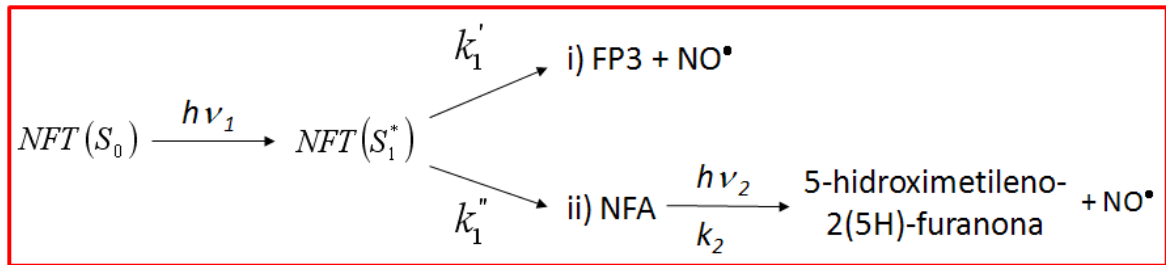 k₁' i) FP3 + NO•
NFT(S₀) hν₁ NFT(S₁*)
k₁" ii) NFA hν₂ k₂ 5-hidroximetileno-
2(5H)-furanona + NO•